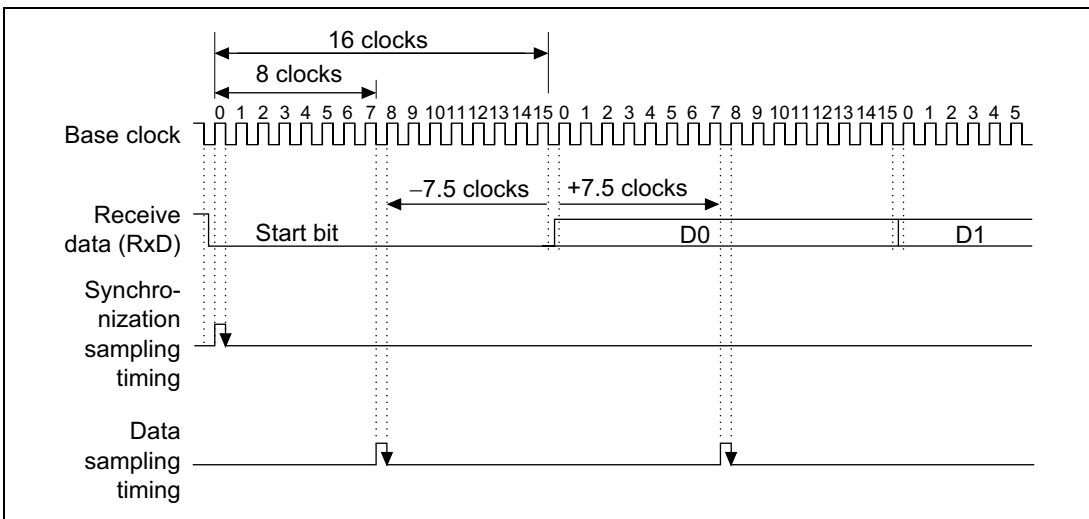 16 clocks
8 clocks
0 1 2 3 4 5 6 7 8 9 10 11 12 13 14 15 0 1 2 3 4 5 6 7 8 9 10 11 12 13 14 15 0 1 2 3 4 5
Base clock
−7.5 clocks +7.5 clocks
Receive
data (RxD)
Start bit D0 D1
Synchro-
nization
sampling
timing
Data
sampling
timing